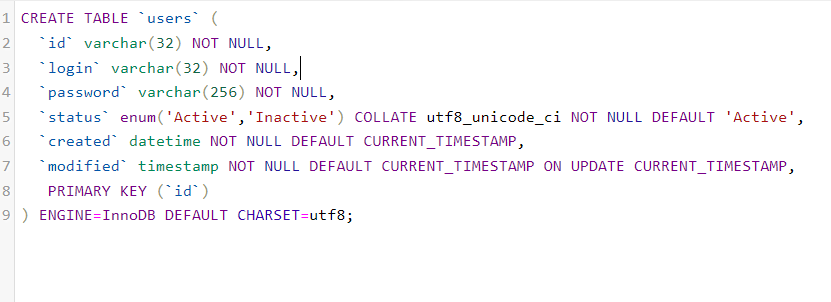 1 CREATE TABLE `users` (
2   `id` varchar(32) NOT NULL,
3   `login` varchar(32) NOT NULL,
4   `password` varchar(256) NOT NULL,
5   `status` enum('Active','Inactive') COLLATE utf8_unicode_ci NOT NULL DEFAULT 'Active',
6   `created` datetime NOT NULL DEFAULT CURRENT_TIMESTAMP,
7   `modified` timestamp NOT NULL DEFAULT CURRENT_TIMESTAMP ON UPDATE CURRENT_TIMESTAMP,
8    PRIMARY KEY (`id`)
9 ) ENGINE=InnoDB DEFAULT CHARSET=utf8;